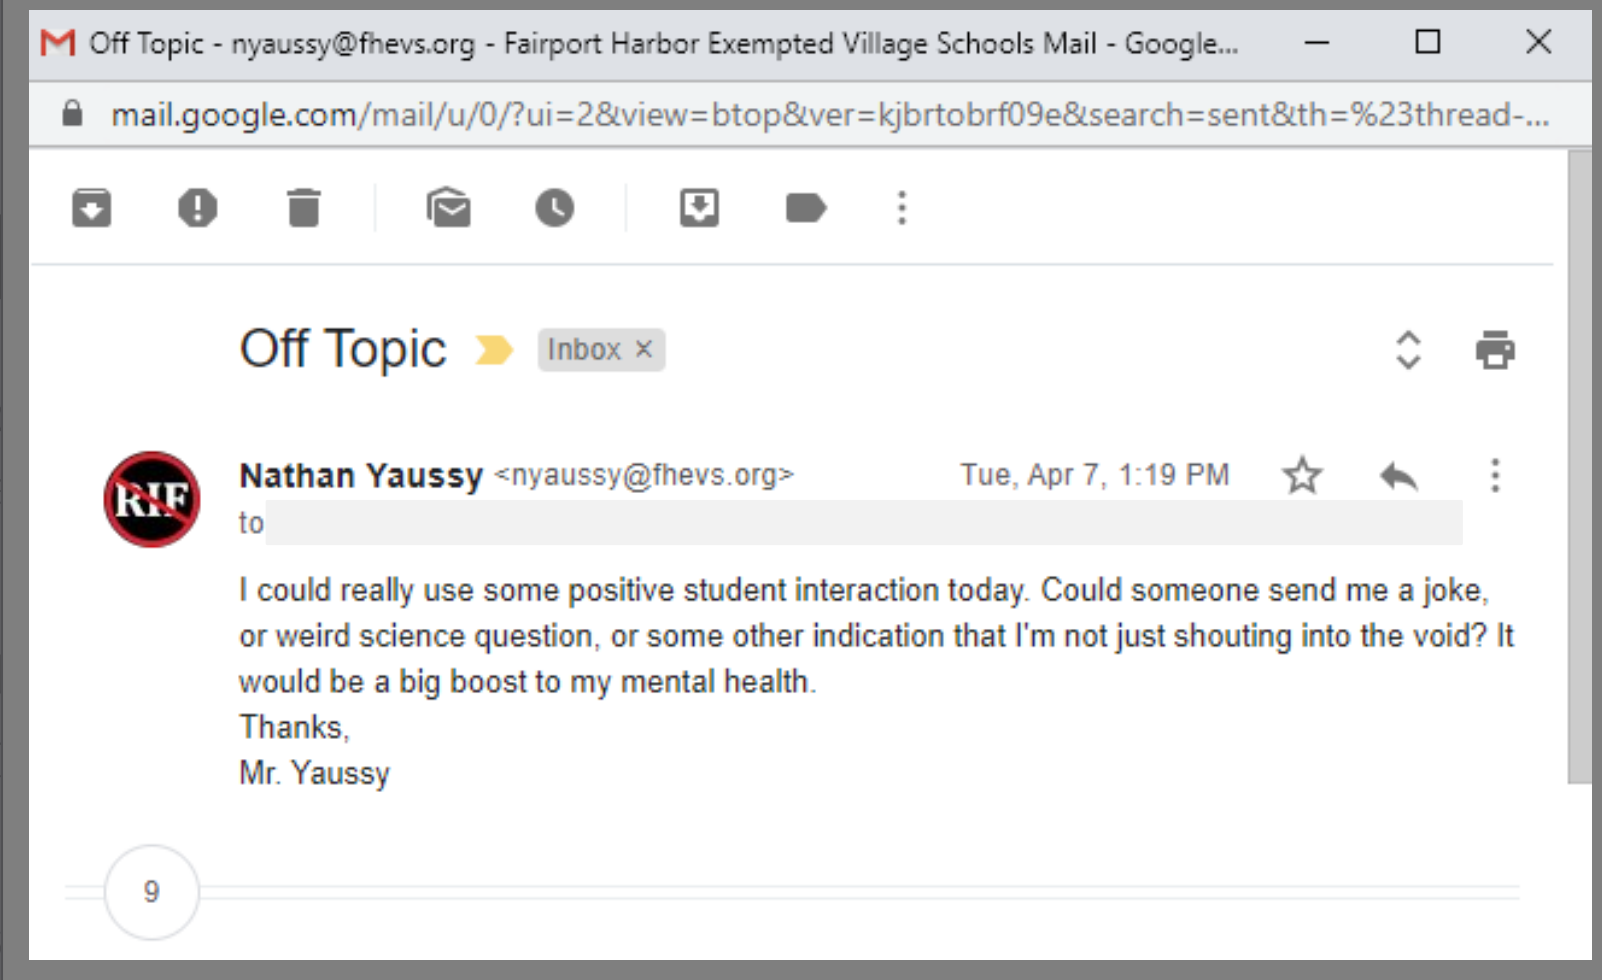 Off Topic - nyaussy@fhevs.org - Fairport Harbor Exempted Village Schools Mail - Google...
mail.google.com/mail/u/0/?ui=2&view=btop&ver=kjbrtobrf09e&search=sent&th=%23thread-...
Off Topic Inbox ×
RIF
Nathan Yaussy <nyaussy@fhevs.org> Tue, Apr 7, 1:19 PM
to
I could really use some positive student interaction today. Could someone send me a joke,
or weird science question, or some other indication that I'm not just shouting into the void? It
would be a big boost to my mental health.
Thanks,
Mr. Yaussy
9